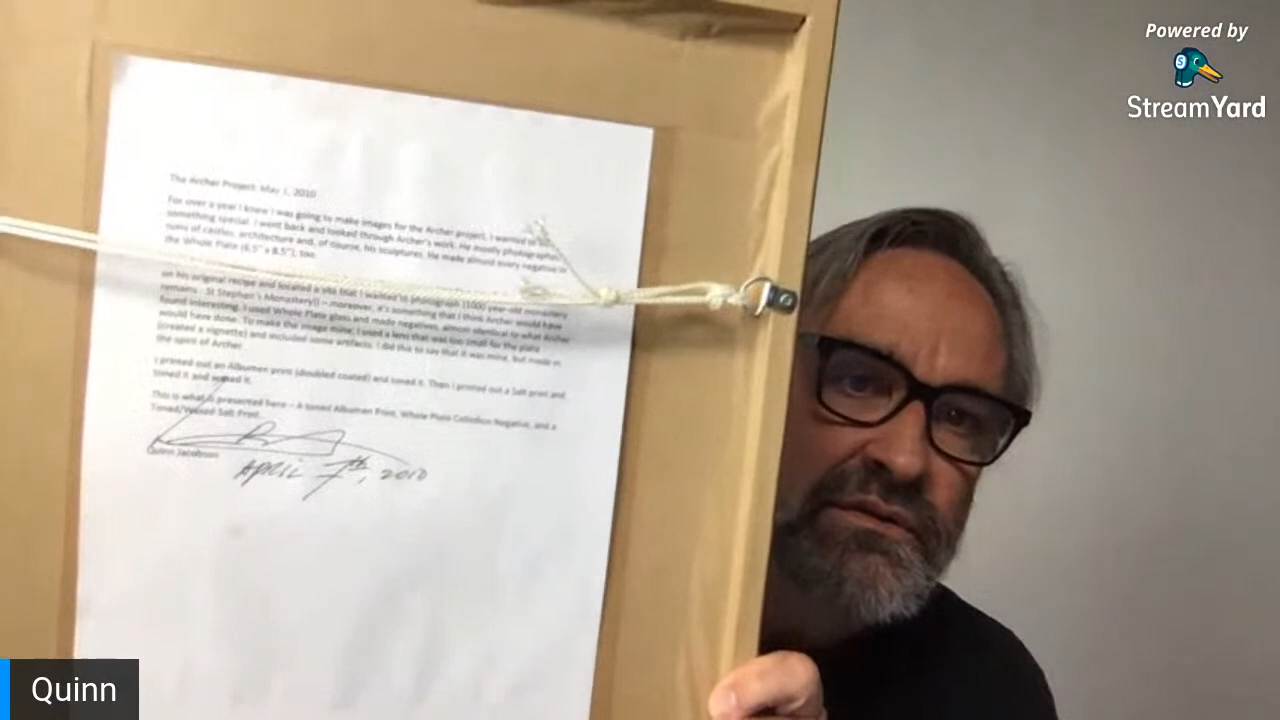 Powered by
StreamYard
The Archer Project: May 1, 2010
For over a year I knew I was going to make images for the Archer project. I wanted to
something special. I went back and looked through Archer's work. He mostly photographed
tons of castles, architecture and, of course, his sculptures. He made almost every negative in
the Whole Plate (6.5" x 8.5"), too.
on his original recipe and located a site that I wanted to photograph (1000 year-old monastery
remains. St Stephen's Monastery) – moreover, it's something that I think Archer would have
found interesting. I used Whole Plate glass and made negatives, almost identical to what Archer
would have done. To make the image mine, I used a lens that was too small for the plate
(created a vignette) and included some artifacts. I did this to say that it was mine, but made in
the spirit of Archer.
I printed out an Albumen print (doubled coated) and toned it. Then I printed out a Salt print and
toned it and waxed it.
This is what is presented here – A toned Albumen Print, Whole Plate Collodion Negative, and a
Toned/Waxed Salt Print.
Quinn Jacobson
APRIL 7th, 2010
Quinn